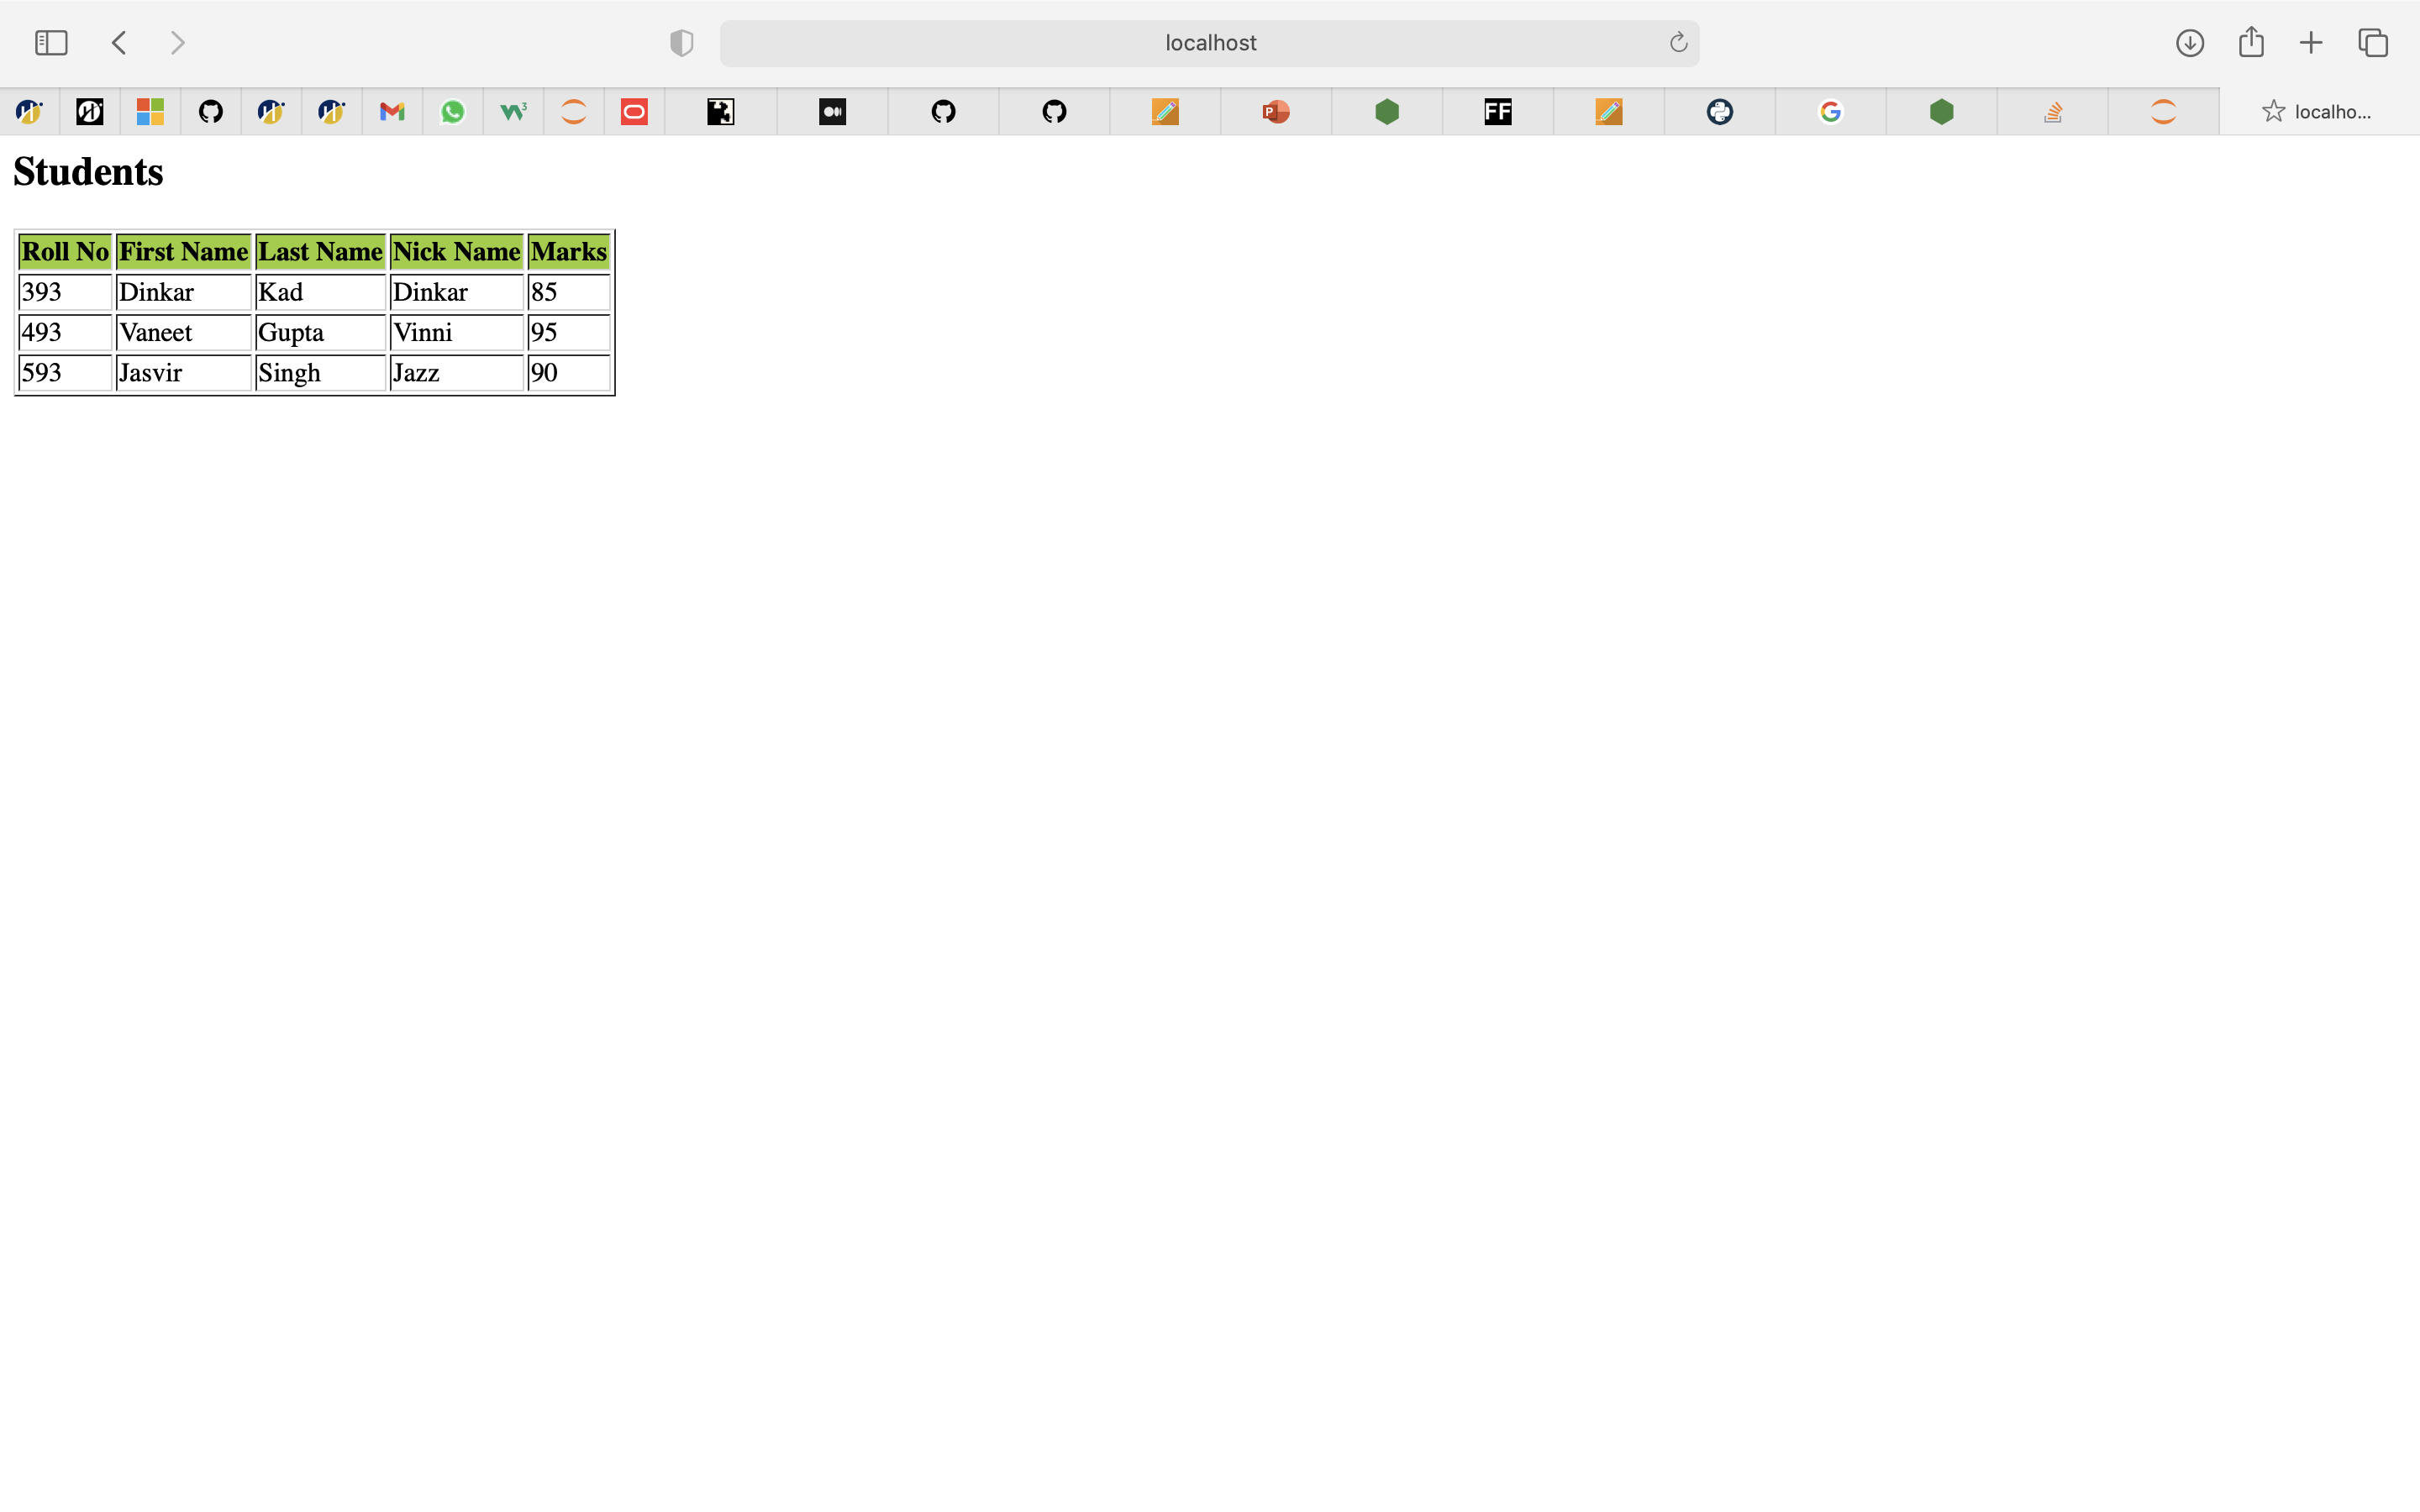 localhost
FF
localho...
Students
Roll No First Name Last Name Nick Name Marks
393 Dinkar Kad Dinkar 85
493 Vaneet Gupta Vinni 95
593 Jasvir Singh Jazz 90